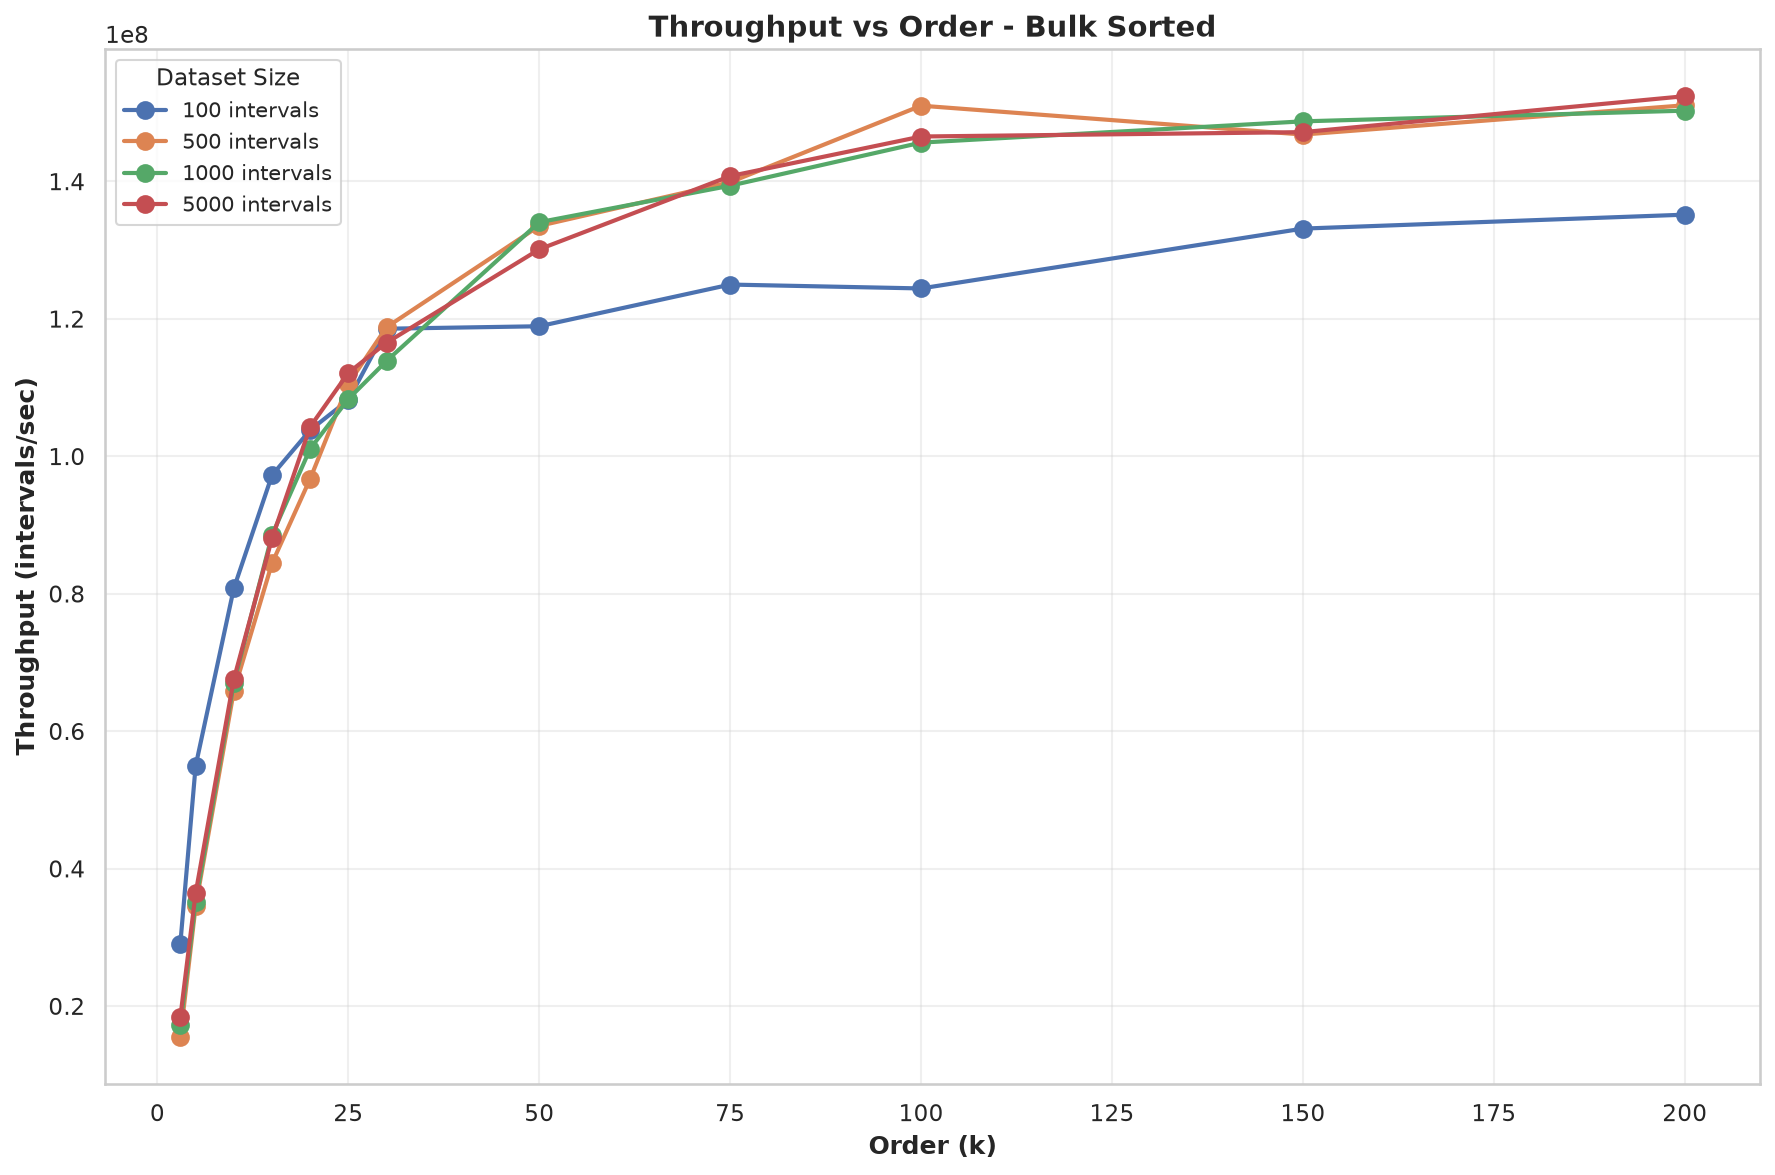 Throughput vs Order - Bulk Sorted
1e8
Dataset Size
100 intervals
500 intervals
1000 intervals
5000 intervals
1.4
1.2
1.0
0.8
0.6
0.4
0.2
Throughput (intervals/sec)
0 25 50 75 100 125 150 175 200
Order (k)